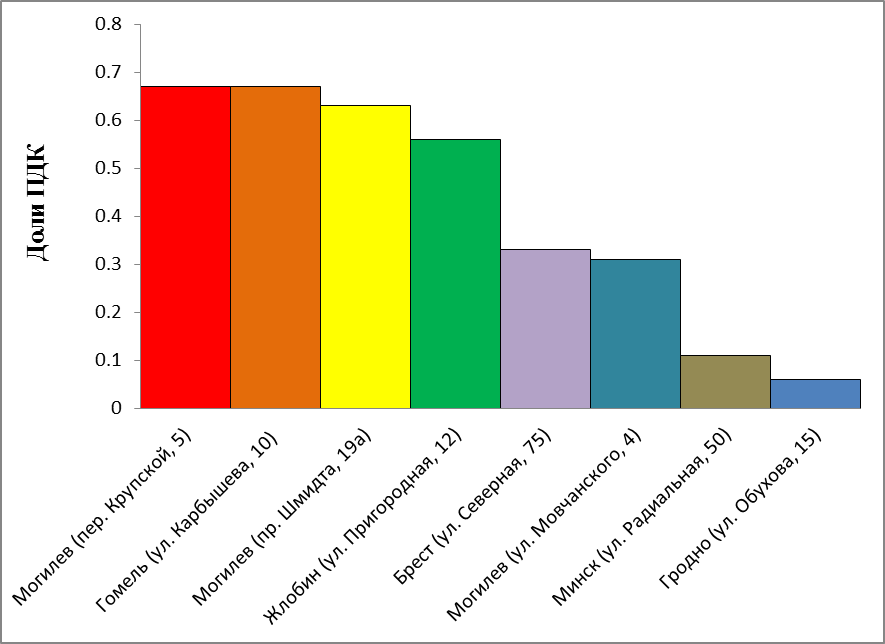 Доли ПДК
0.8
0.7
0.6
0.5
0.4
0.3
0.2
0.1
0
Могилев (пер. Крупской, 5)
Гомель (ул. Карбышева, 10)
Могилев (пр. Шмидта, 19а)
Жлобин (ул. Пригородная, 12)
Брест (ул. Северная, 75)
Могилев (ул. Мовчанского, 4)
Минск (ул. Радиальная, 50)
Гродно (ул. Обухова, 15)